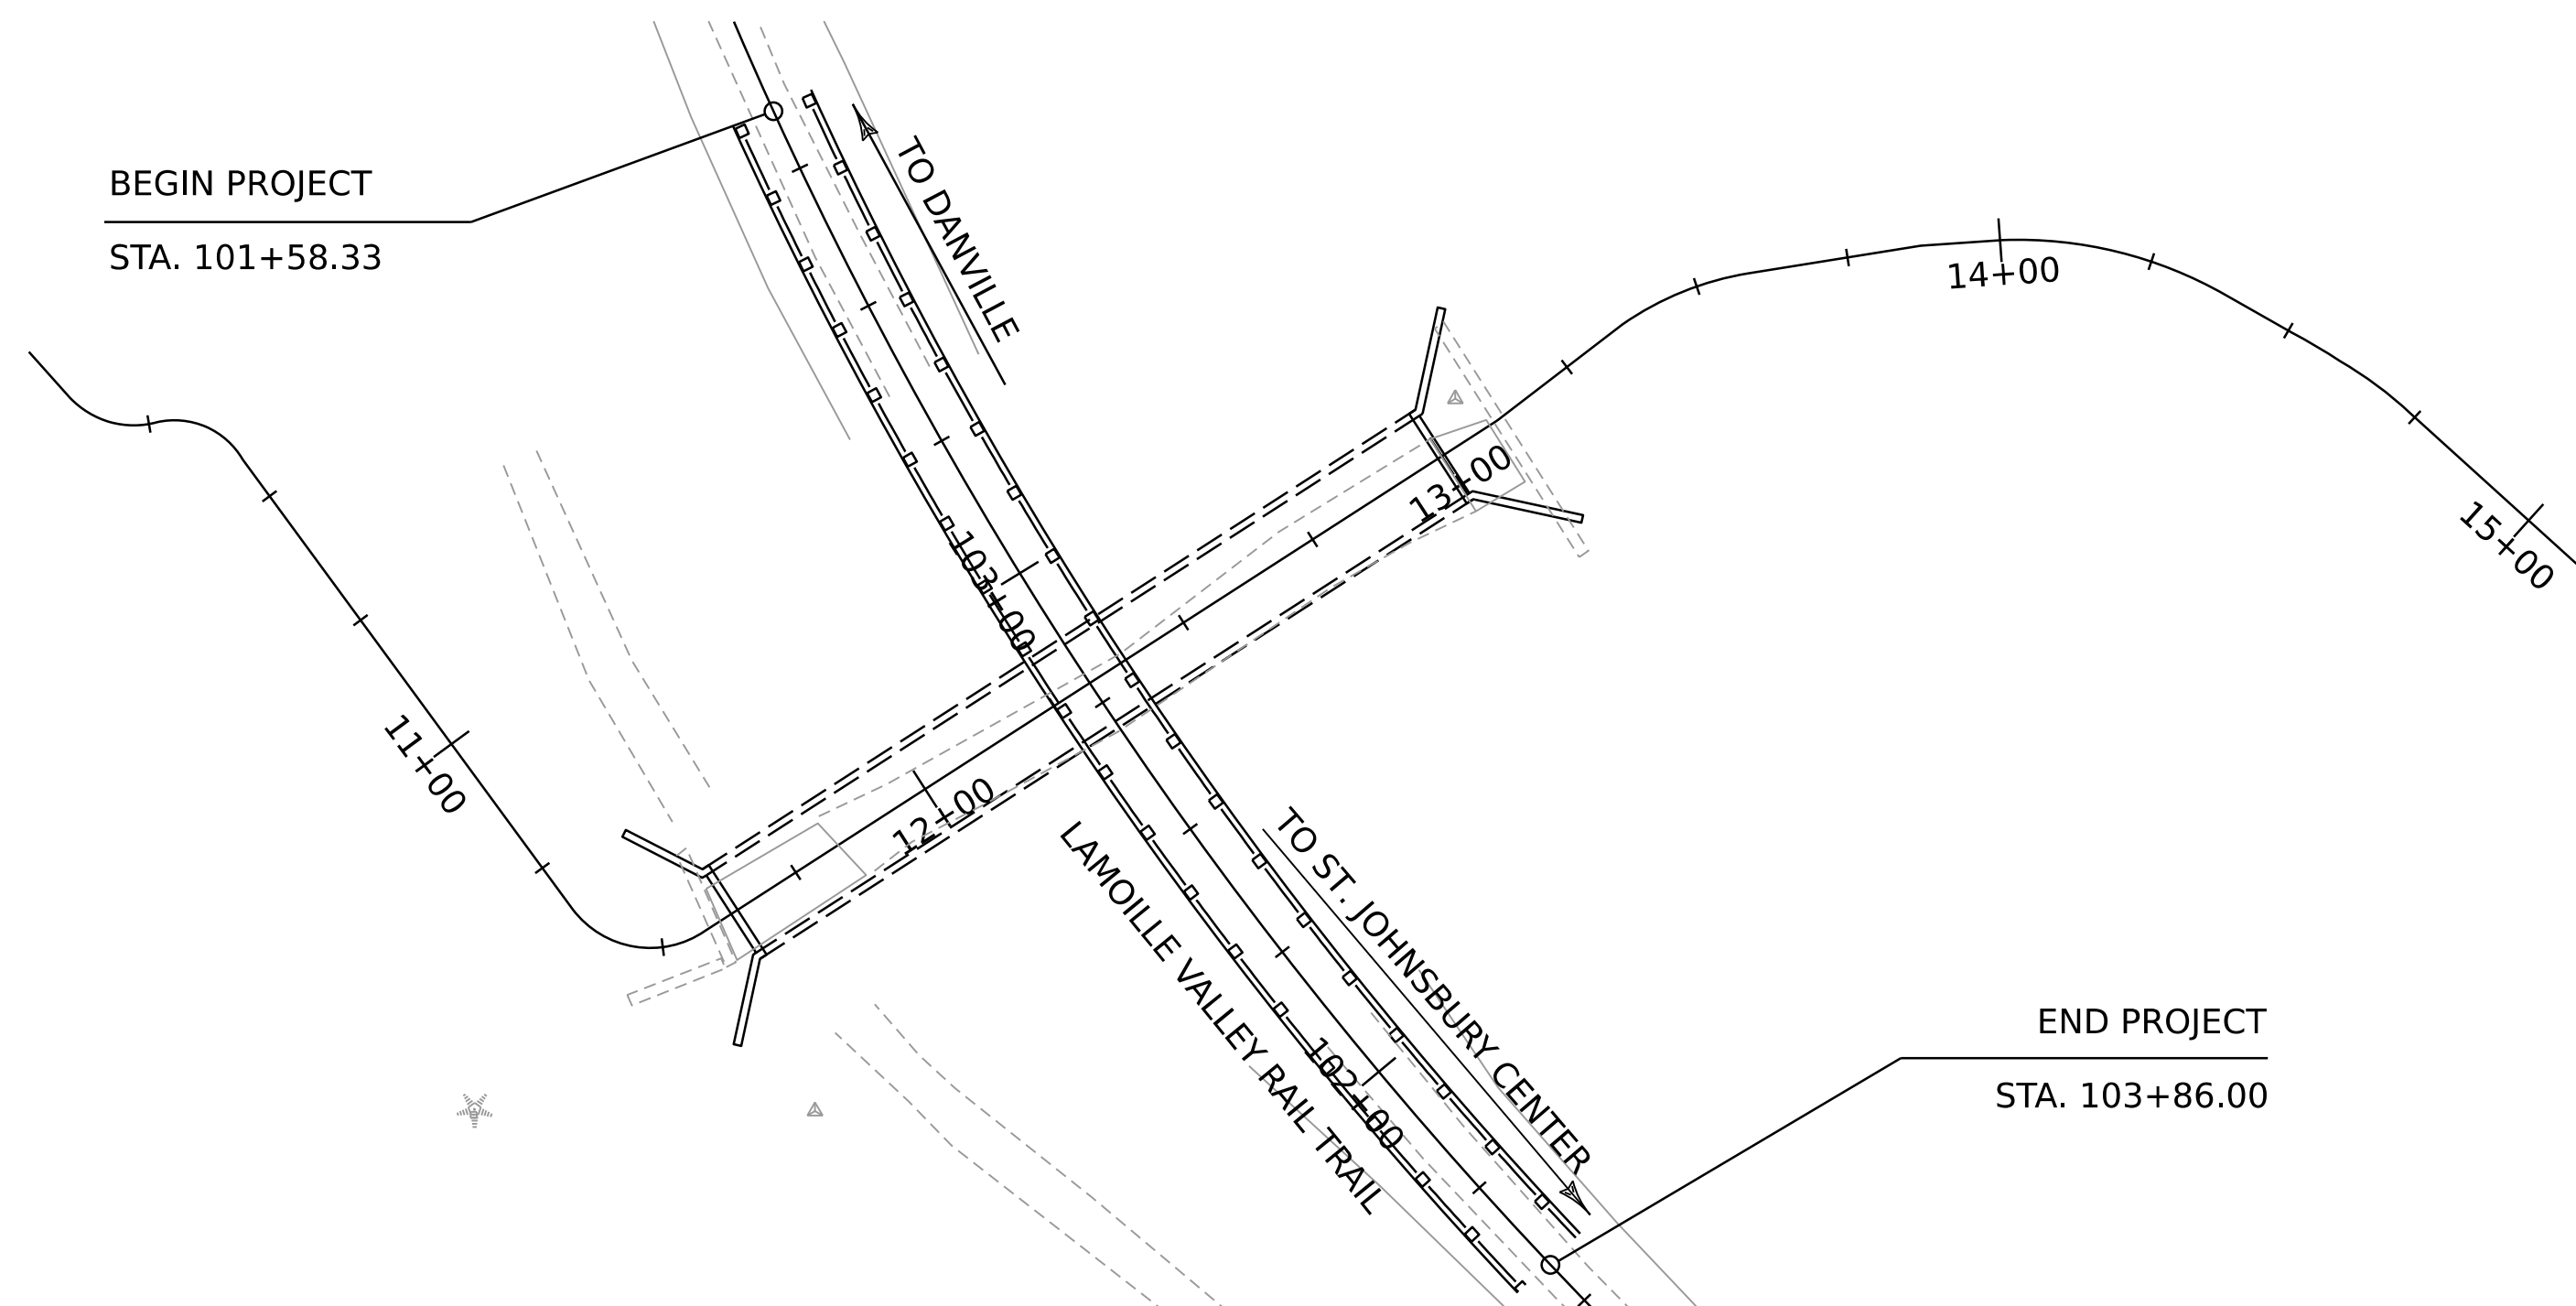 BEGIN PROJECT
STA. 101+58.33
TO DANVILLE
14+00
13+00
15+00
103+00
11+00
12+00
TO ST. JOHNSBURY CENTER
LAMOILLE VALLEY RAIL TRAIL
102+00
END PROJECT
STA. 103+86.00